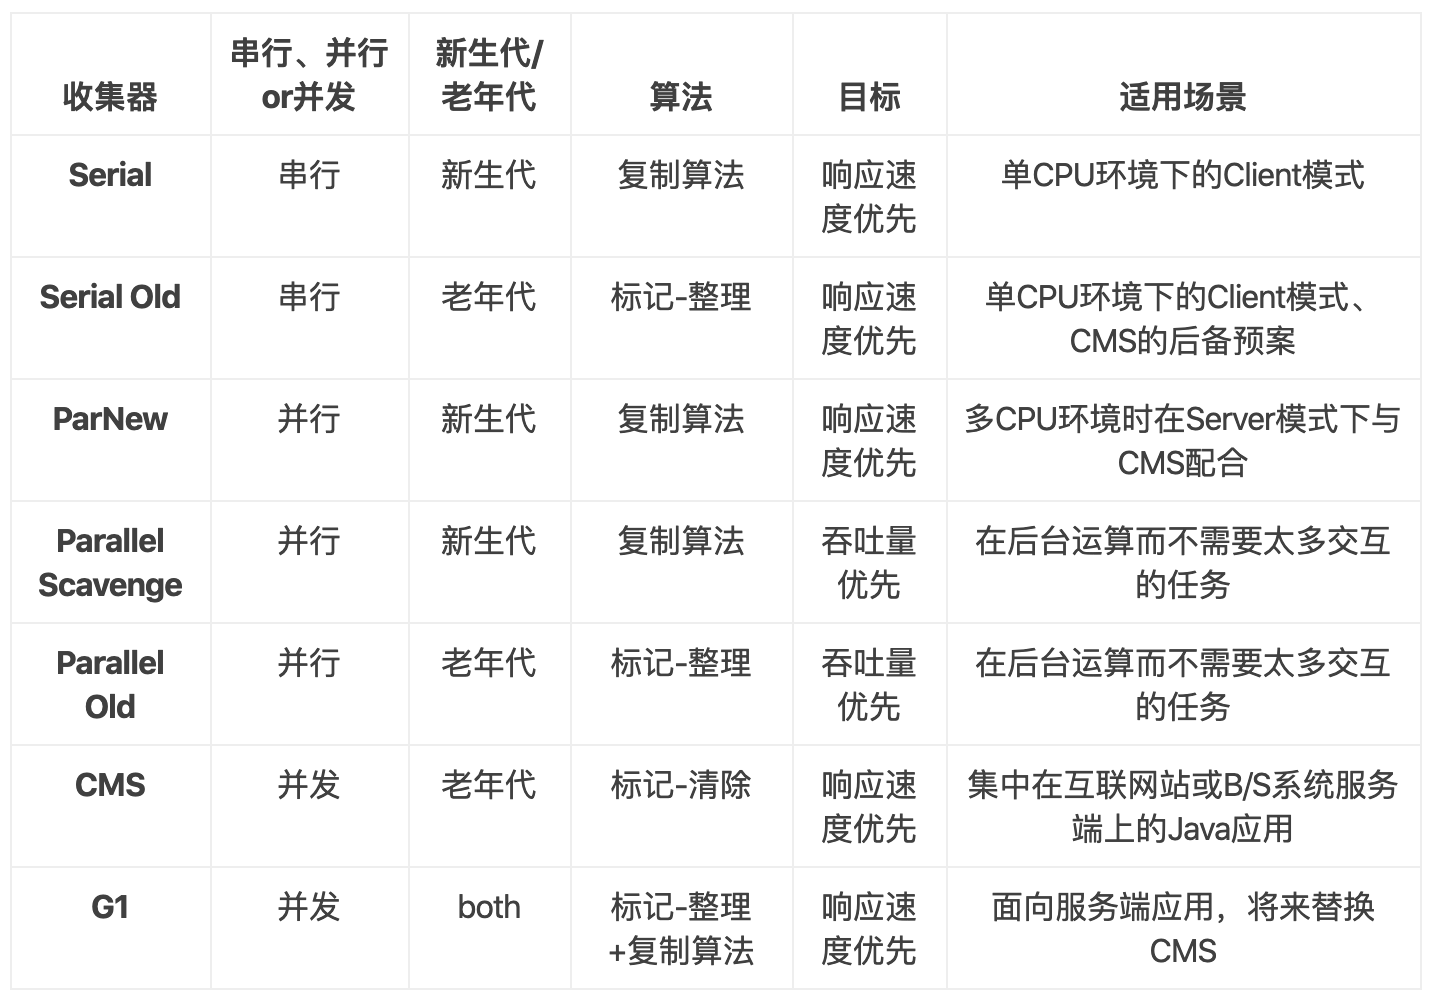 收集器
串行、并行
or并发
新生代/
老年代
算法
目标
适用场景
Serial
串行
新生代
复制算法
响应速
度优先
单CPU环境下的Client模式
Serial Old
串行
老年代
标记-整理
响应速
度优先
单CPU环境下的Client模式、
CMS的后备预案
ParNew
并行
新生代
复制算法
响应速
度优先
多CPU环境时在Server模式下与
CMS配合
Parallel
Scavenge
并行
新生代
复制算法
吞吐量
优先
在后台运算而不需要太多交互
的任务
Parallel
Old
并行
老年代
标记-整理
吞吐量
优先
在后台运算而不需要太多交互
的任务
CMS
并发
老年代
标记-清除
响应速
度优先
集中在互联网站或B/S系统服务
端上的Java应用
G1
并发
both
标记-整理
+复制算法
响应速
度优先
面向服务端应用，将来替换
CMS